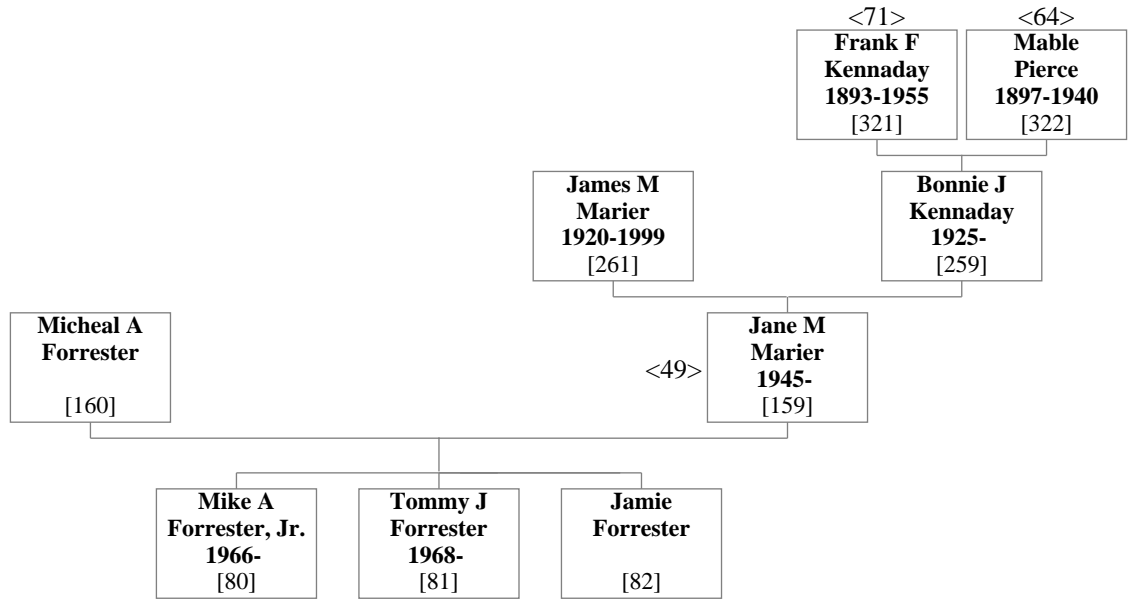 <71>
Frank F
Kennaday
1893-1955
[321]
<64>
Mable
Pierce
1897-1940
[322]
James M
Marier
1920-1999
[261]
Bonnie J
Kennaday
1925-
[259]
Micheal A
Forrester
[160]
<49>
Jane M
Marier
1945-
[159]
Mike A
Forrester, Jr.
1966-
[80]
Tommy J
Forrester
1968-
[81]
Jamie
Forrester
[82]